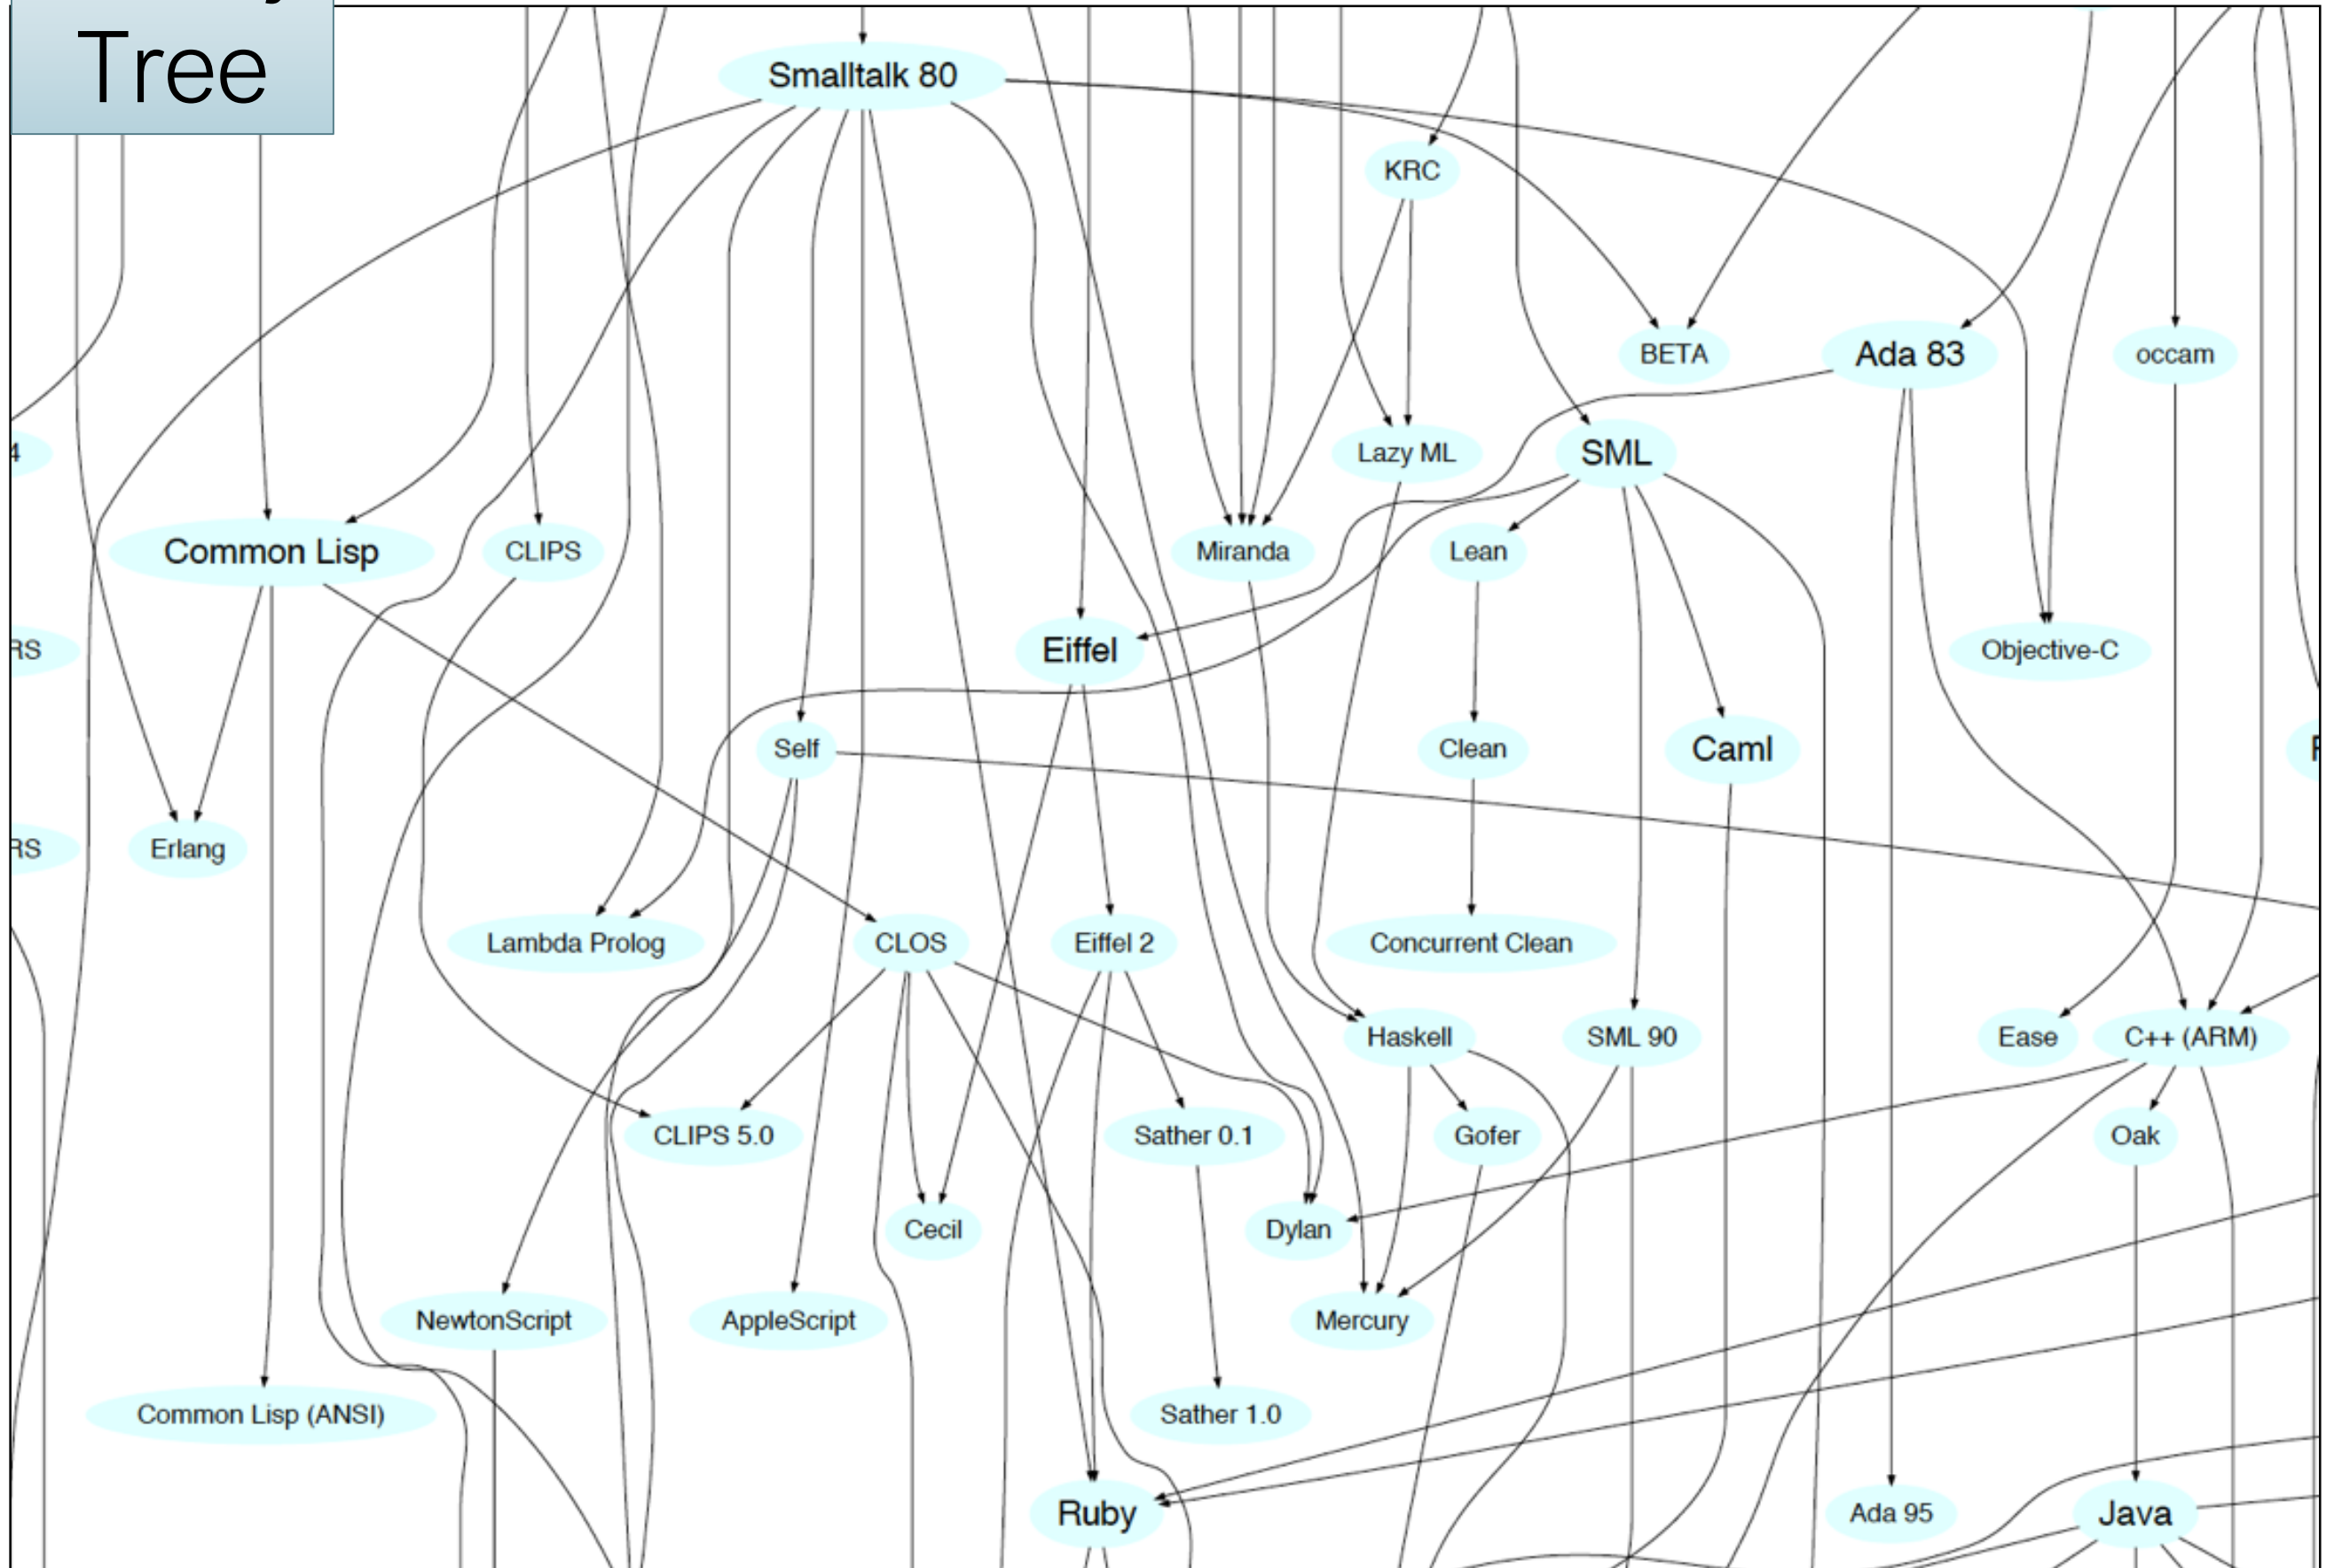 Tree
Smalltalk 80
KRC
BETA
Ada 83
occam
4
Lazy ML
SML
Common Lisp
CLIPS
Miranda
Lean
RS
Eiffel
Objective-C
Self
Clean
Caml
RS
Erlang
Lambda Prolog
CLOS
Eiffel 2
Concurrent Clean
Haskell
SML 90
Ease
C++ (ARM)
CLIPS 5.0
Sather 0.1
Gofer
Oak
Cecil
Dylan
NewtonScript
AppleScript
Mercury
Common Lisp (ANSI)
Sather 1.0
Ruby
Ada 95
Java